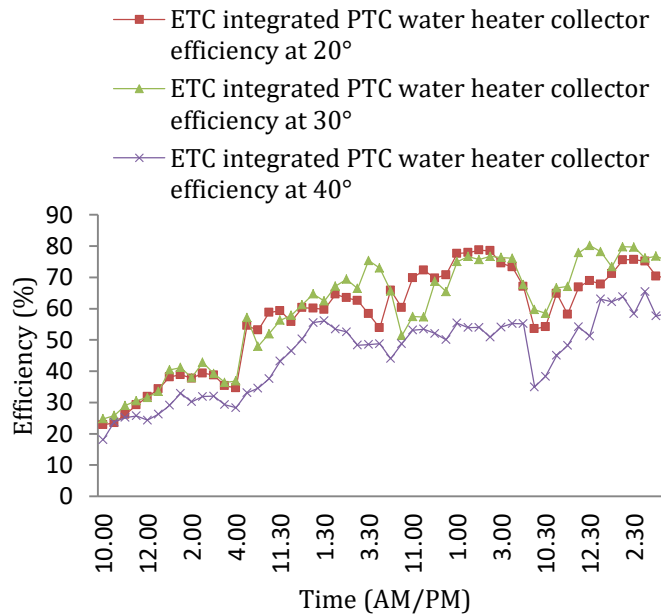 ETC integrated PTC water heater collector
efficiency at 20°
ETC integrated PTC water heater collector
efficiency at 30°
ETC integrated PTC water heater collector
efficiency at 40°
90
80
70
60
50
40
30
20
10
0
Efficiency (%)
10.00
12.00
2.00
4.00
11.30
1.30
3.30
11.00
1.00
3.00
10.30
12.30
2.30
Time (AM/PM)